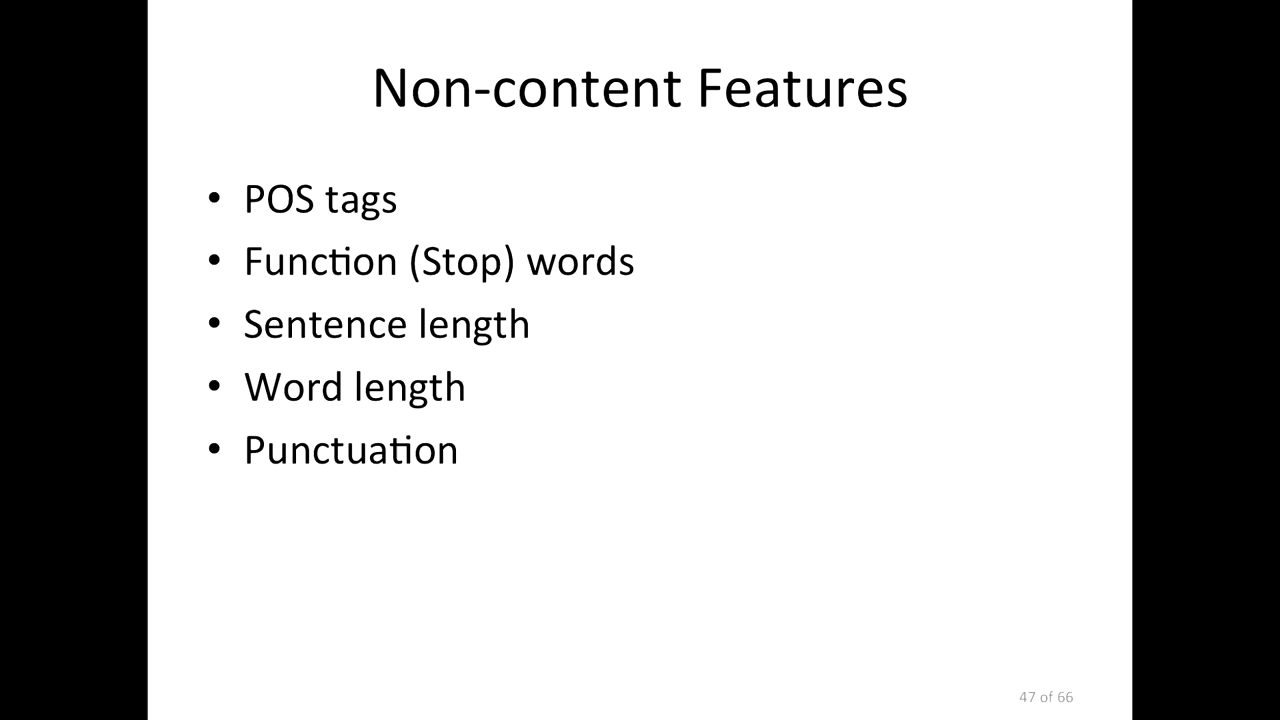 Non-content Features
• POS tags
• Function (Stop) words
• Sentence length
• Word length
• Punctuation
47 of 66